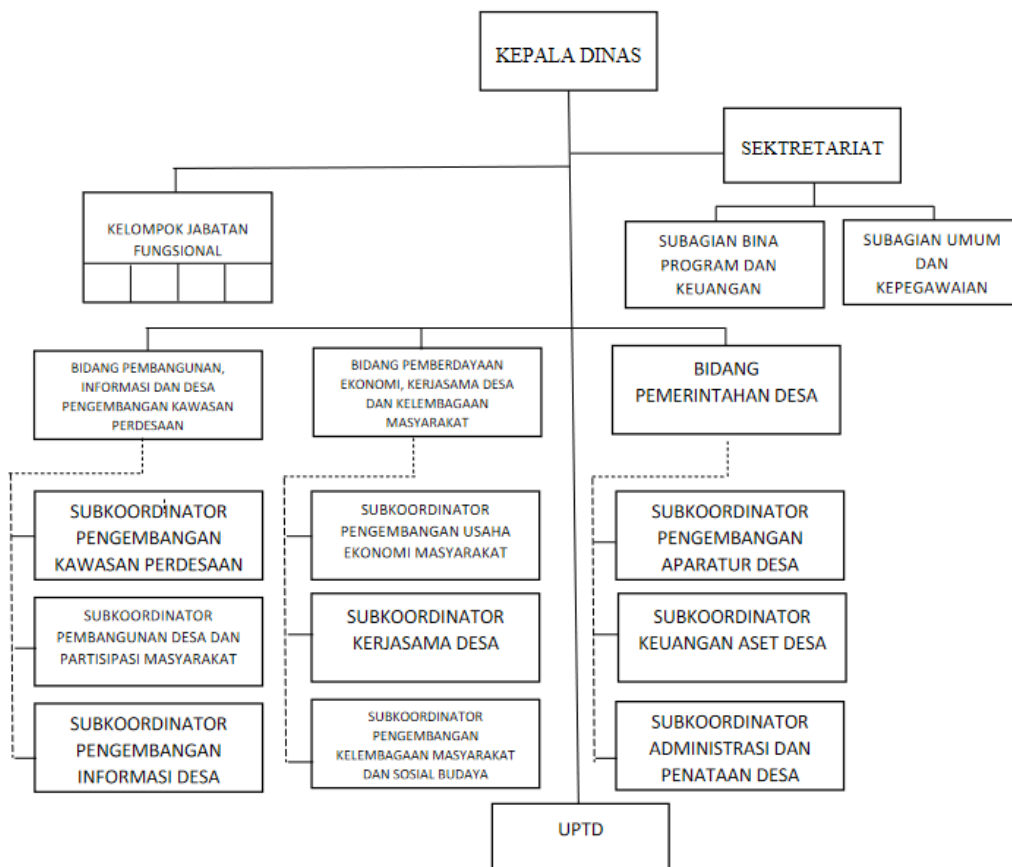 KEPALA DINAS
SEKTRETARIAT
KELOMPOK JABATAN
FUNGSIONAL
SUBAGIAN BINA
PROGRAM DAN
KEUANGAN
SUBAGIAN UMUM
DAN
KEPEGAWAIAN
BIDANG PEMBANGUNAN,
INFORMASI DAN DESA
PENGEMBANGAN KAWASAN
PERDESAAN
BIDANG PEMBERDAYAAN
EKONOMI, KERJASAMA DESA
DAN KELEMBAGAAN
MASYARAKAT
BIDANG
PEMERINTAHAN DESA
SUBKOORDINATOR
PENGEMBANGAN
KAWASAN PERDESAAN
SUBKOORDINATOR
PENGEMBANGAN USAHA
EKONOMI MASYARAKAT
SUBKOORDINATOR
PENGEMBANGAN
APARATUR DESA
SUBKOORDINATOR
PEMBANGUNAN DESA DAN
PARTISIPASI MASYARAKAT
SUBKOORDINATOR
KERJASAMA DESA
SUBKOORDINATOR
KEUANGAN ASET DESA
SUBKOORDINATOR
PENGEMBANGAN
INFORMASI DESA
SUBKOORDINATOR
PENGEMBANGAN
KELEMBAGAAN MASYARAKAT
DAN SOSIAL BUDAYA
SUBKOORDINATOR
ADMINISTRASI DAN
PENATAAN DESA
UPTD